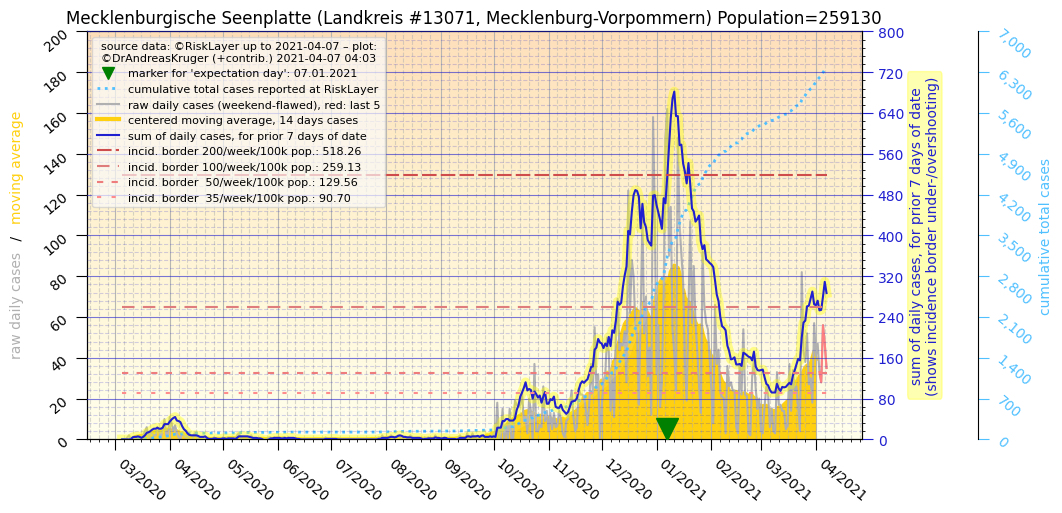 Mecklenburgische Seenplatte (Landkreis #13071, Mecklenburg-Vorpommern) Population=259130
source data: ©RiskLayer up to 2021-04-07 – plot:
©DrAndreasKruger (+contrib.) 2021-04-07 04:03
marker for 'expectation day': 07.01.2021
cumulative total cases reported at RiskLayer
raw daily cases (weekend-flawed), red: last 5
centered moving average, 14 days cases
sum of daily cases, for prior 7 days of date
incid. border 200/week/100k pop.: 518.26
incid. border 100/week/100k pop.: 259.13
incid. border 50/week/100k pop.: 129.56
incid. border 35/week/100k pop.: 90.70
raw daily cases / moving average
200
180
160
140
120
100
80
60
40
20
0
03/2020
04/2020
05/2020
06/2020
07/2020
08/2020
09/2020
10/2020
11/2020
12/2020
01/2021
02/2021
03/2021
04/2021
800
720
640
560
480
400
320
240
160
80
0
sum of daily cases, for prior 7 days of date
(shows incidence border under-/overshooting)
7,000
6,300
5,600
4,900
4,200
3,500
2,800
2,100
1,400
700
0
cumulative total cases